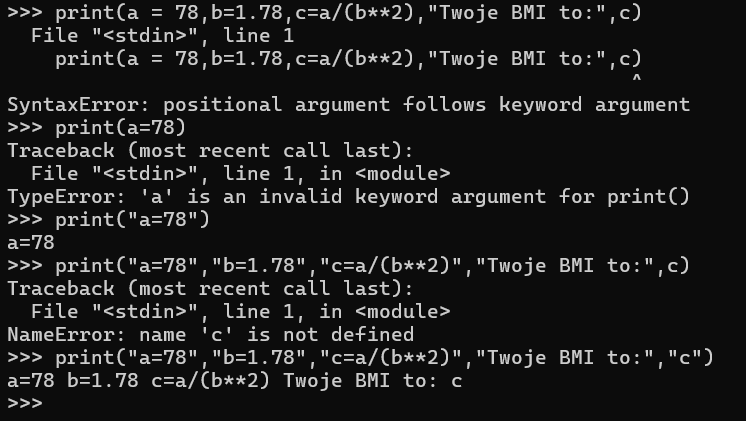 >>> print(a = 78,b=1.78,c=a/(b**2),"Twoje BMI to:",c)
  File "<stdin>", line 1
    print(a = 78,b=1.78,c=a/(b**2),"Twoje BMI to:",c)
                                                    ^
SyntaxError: positional argument follows keyword argument
>>> print(a=78)
Traceback (most recent call last):
  File "<stdin>", line 1, in <module>
TypeError: 'a' is an invalid keyword argument for print()
>>> print("a=78")
a=78
>>> print("a=78","b=1.78","c=a/(b**2)","Twoje BMI to:",c)
Traceback (most recent call last):
  File "<stdin>", line 1, in <module>
NameError: name 'c' is not defined
>>> print("a=78","b=1.78","c=a/(b**2)","Twoje BMI to:","c")
a=78 b=1.78 c=a/(b**2) Twoje BMI to: c
>>>